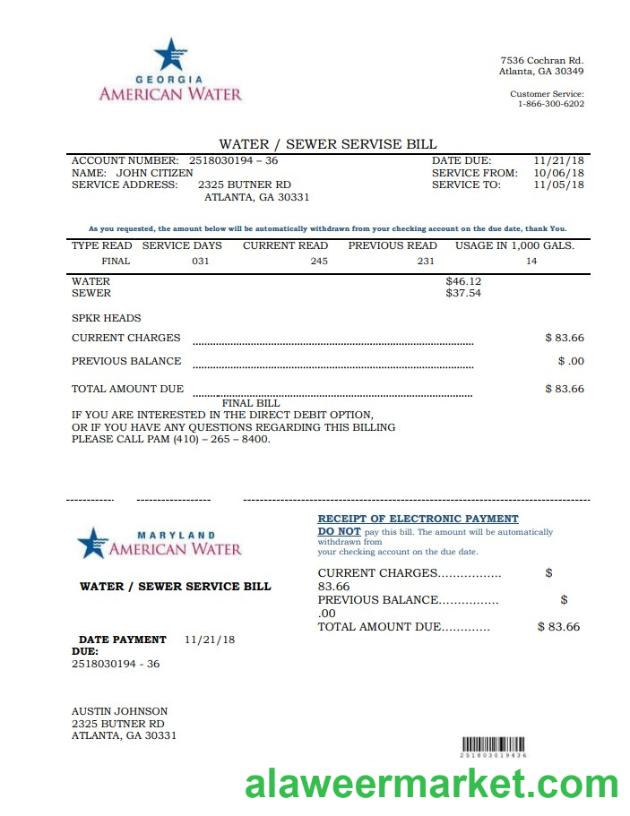 GEORGIA
AMERICAN WATER
7536 Cochran Rd.
Atlanta, GA 30349
Customer Service:
1-866-300-6202
WATER / SEWER SERVISE BILL
ACCOUNT NUMBER: 2518030194 – 36 DATE DUE: 11/21/18
NAME: JOHN CITIZEN SERVICE FROM: 10/06/18
SERVICE ADDRESS: 2325 BUTNER RD SERVICE TO: 11/05/18
ATLANTA, GA 30331
As you requested, the amount below will be automatically withdrawn from your checking account on the due date, thank You.
TYPE READ SERVICE DAYS CURRENT READ PREVIOUS READ USAGE IN 1,000 GALS.
FINAL 031 245 231 14
WATER $46.12
SEWER $37.54
SPKR HEADS
CURRENT CHARGES $ 83.66
PREVIOUS BALANCE $ .00
TOTAL AMOUNT DUE $ 83.66
FINAL BILL
IF YOU ARE INTERESTED IN THE DIRECT DEBIT OPTION,
OR IF YOU HAVE ANY QUESTIONS REGARDING THIS BILLING
PLEASE CALL PAM (410) – 265 – 8400.
MARYLAND
AMERICAN WATER
WATER / SEWER SERVICE BILL
DATE PAYMENT 11/21/18
DUE:
2518030194 - 36
AUSTIN JOHNSON
2325 BUTNER RD
ATLANTA, GA 30331
RECEIPT OF ELECTRONIC PAYMENT
DO NOT pay this bill. The amount will be automatically
withdrawn from
your checking account on the due date.
CURRENT CHARGES................. $
83.66
PREVIOUS BALANCE................ $
.00
TOTAL AMOUNT DUE............. $ 83.66
251803019436
alaweermarket.com